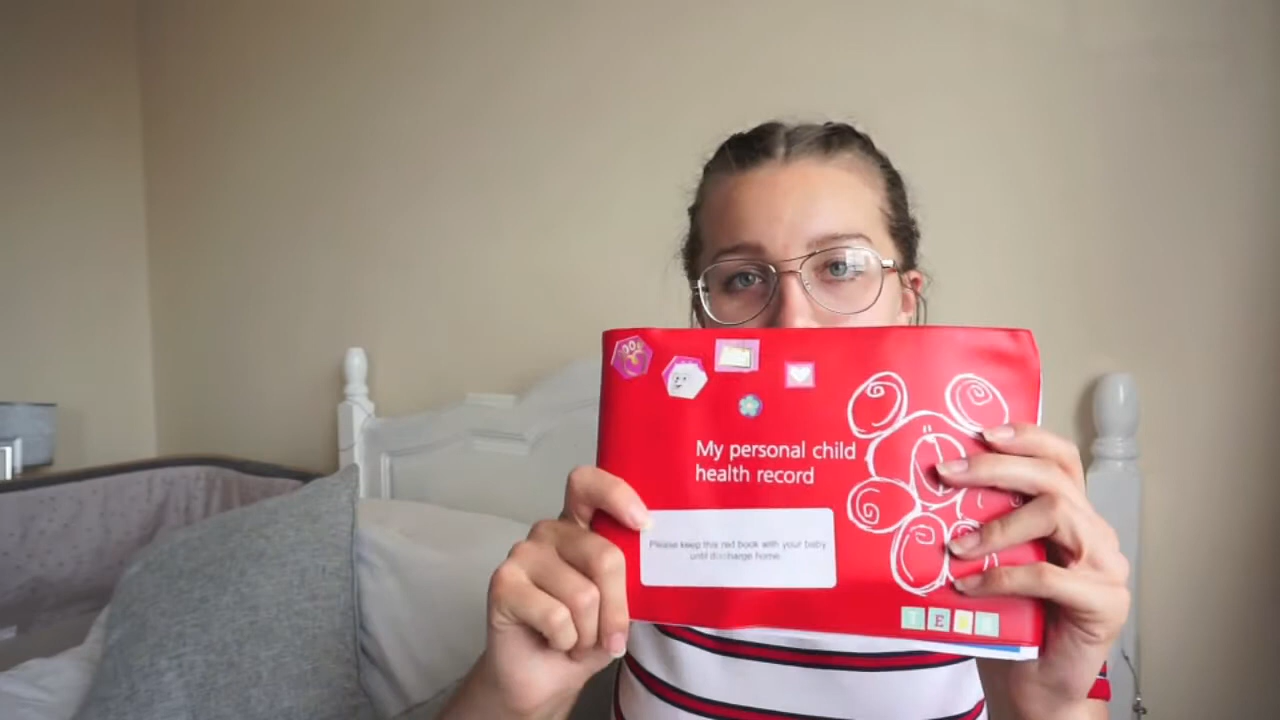 My personal child
health record
Please keep this red book with your baby
until discharge home.